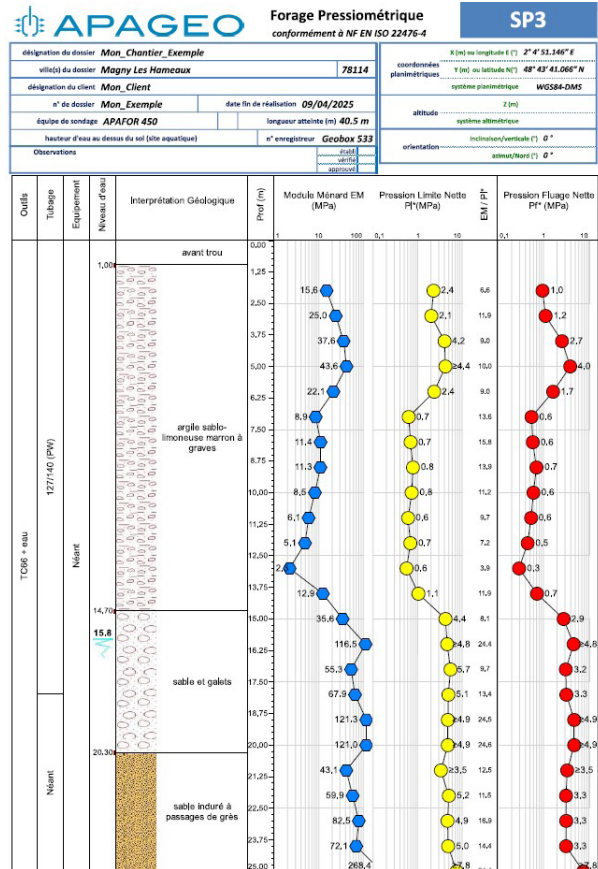 APAGEO
Forage Pressiométrique
conformément à NF EN ISO 22476-4
SP3
désignation du dossier Mon_Chantier_Exemple
ville(s) du dossier Magny Les Hameaux 78114
désignation du client Mon_Client
n° de dossier Mon_Exemple date fin de réalisation 09/04/2025
équipe de sondage APAFOR 450 longueur atteinte (m) 40.5 m
hauteur d'eau au dessus du sol (site aquatique) n° enregistreur Geobox 533
Observations
établi
vérifié
approuvé
coordonnées planimétriques
X (m) ou longitude E (°) 2° 4' 51.146" E
Y (m) ou latitude N(°) 48° 43' 41.066" N
système planimétrique WGS84-DMS
altitude
Z (m)
système altimétrique
orientation
inclinaison/verticale (°) 0 °
azimut/Nord (°) 0 °
Outils
Tubage
Equipement
Niveau d'eau
Interprétation Géologique
Prof (m)
Module Ménard EM
(MPa)
Pression Limite Nette
Pl*(MPa)
EM / Pl*
Pression Fluage Nette
Pf* (MPa)
1 10 100 0,1 1 10 0,1 1 10
0,00
avant trou
1,00
1,25
15,6 2,4 6,6 1,0
2,50
25,0 2,1 11,9 1,2
37,6 4,2 9,0 2,7
3,75
43,6 ≥4,4 10,0 4,0
5,00
22,1 2,4 9,0 1,7
6,25
8,9 0,7 13,6 0,6
7,50
argile sablo-
limoneuse marron à
graves
11,4 0,7 15,8 0,6
11,3 0,8 13,9 0,7
8,75
8,5 0,8 11,2 0,6
10,00
127/140 (PW)
6,1 0,6 9,7 0,6
11,25
5,1 0,7 7,2 0,5
12,50
TC66 + eau
Néant
0,6 3,9 0,3
12,9 1,1 11,9 0,7
13,75
14,70
35,6 4,4 8,1 2,9
15,00
15.8
116,5 ≥4,8 24,4 ≥4,8
16,25
55,3 5,7 9,7 3,2
sable et galets
17,50
67,9 5,1 13,4 3,3
18,75
121,3 ≥4,9 24,5 ≥4,9
121,0 ≥4,9 24,6 ≥4,9
20,00
20,30
43,1 ≥3,5 12,5 ≥3,5
21,25
Néant
59,9 5,2 11,5 3,3
sable induré à
passages de grès
22,50
82,5 4,9 16,9 3,3
72,1 5,0 14,4 3,3
23,75
268,4 ≥7,8 ≥7,8
25,00